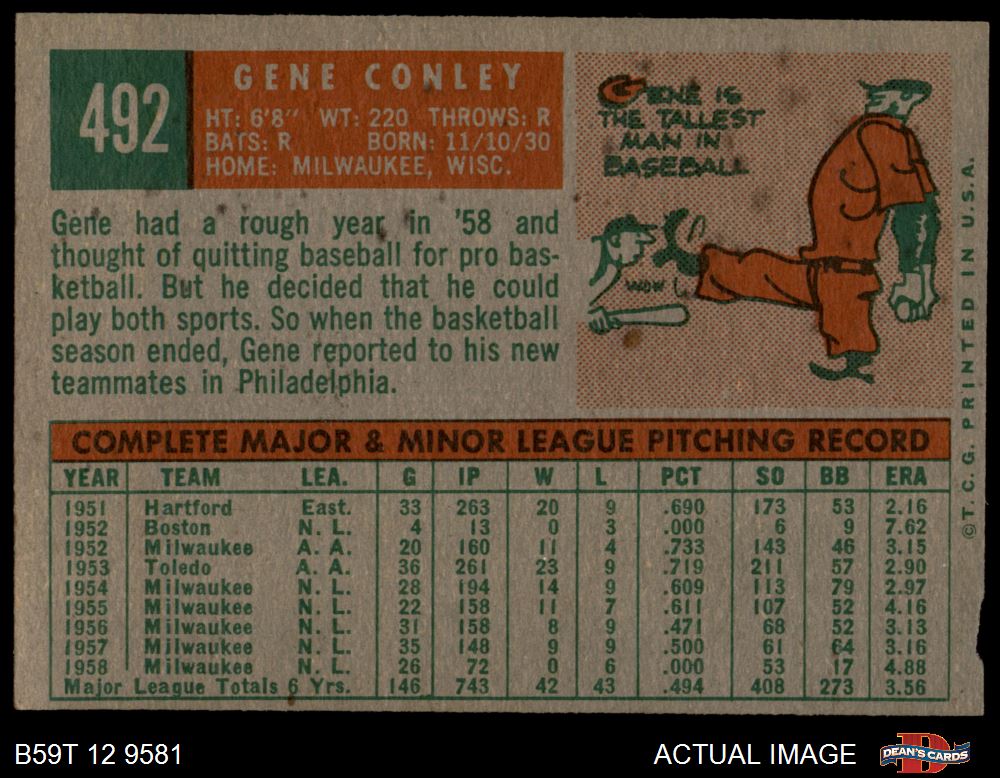 492
GENE CONLEY
HT: 6'8" WT: 220 THROWS: R
BATS: R BORN: 11/10/30
HOME: MILWAUKEE, WISC.
GENE IS
THE TALLEST
MAN IN
BASEBALL
WOW!
Gene had a rough year in '58 and
thought of quitting baseball for pro bas-
ketball. But he decided that he could
play both sports. So when the basketball
season ended, Gene reported to his new
teammates in Philadelphia.
COMPLETE MAJOR & MINOR LEAGUE PITCHING RECORD
YEAR TEAM LEA. G IP W L PCT SO BB ERA
1951 Hartford East. 33 263 20 9 .690 173 53 2.16
1952 Boston N. L. 4 13 0 3 .000 6 9 7.62
1952 Milwaukee A. A. 20 160 11 4 .733 143 46 3.15
1953 Toledo A. A. 36 261 23 9 .719 211 57 2.90
1954 Milwaukee N. L. 28 194 14 9 .609 113 79 2.97
1955 Milwaukee N. L. 22 158 11 7 .611 107 52 4.16
1956 Milwaukee N. L. 31 158 8 9 .471 68 52 3.13
1957 Milwaukee N. L. 35 148 9 9 .500 61 64 3.16
1958 Milwaukee N. L. 26 72 0 6 .000 53 17 4.88
Major League Totals 6 Yrs. 146 743 42 43 .494 408 273 3.56
© T. C. G. PRINTED IN U.S.A.
B59T 12 9581
ACTUAL IMAGE
D
DEAN'S CARDS